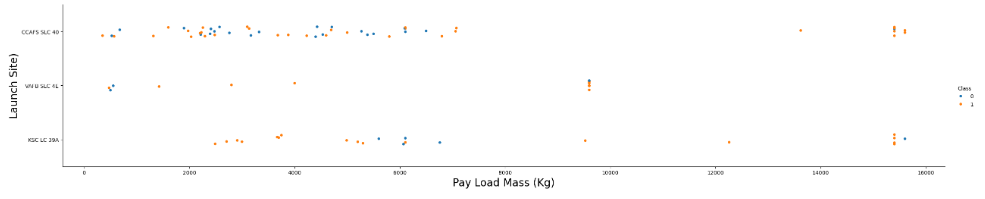 CCAFS SLC 40
VAFB SLC 4E
KSC LC 39A
Launch Site)
0
2000
4000
6000
8000
10000
12000
14000
16000
Pay Load Mass (Kg)
Class
0
1